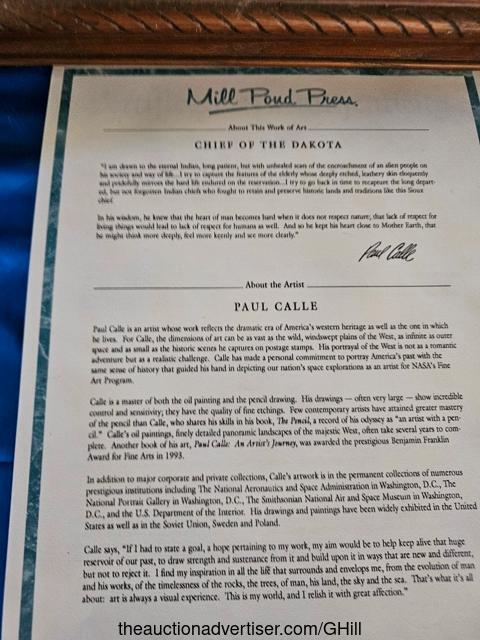 Mill Pond Press.
About This Work of Art
CHIEF OF THE DAKOTA
"I am drawn to the eternal Indian, long patient, but with unhealed scars of the encroachment of an alien people on
his society and way of life...I try to capture the features of the elderly whose deeply etched, leathery skin eloquently
and pridefully mirrors the hard life endured on the reservation...I try to go back in time to recapture the long depart-
ed, but not forgotten Indian chiefs who fought to retain and preserve historic lands and traditions like this Sioux
chief.
In his wisdom, he knew that the heart of man becomes hard when it does not respect nature; that lack of respect for
living things would lead to lack of respect for humans as well. And so he kept his heart close to Mother Earth, that
he might think more deeply, feel more keenly and see more clearly."
Paul Calle
About the Artist
PAUL CALLE
Paul Calle is an artist whose work reflects the dramatic era of America's western heritage as well as the one in which
he lives. For Calle, the dimensions of art can be as vast as the wild, windswept plains of the West, as infinite as outer
space and as small as the historic scenes he captures on postage stamps. His portrayal of the West is not as a romantic
adventure but as a realistic challenge. Calle has made a personal commitment to portray America's past with the
same sense of history that guided his hand in depicting our nation's space explorations as an artist for NASA's Fine
Art Program.
Calle is a master of both the oil painting and the pencil drawing. His drawings — often very large — show incredible
control and sensitivity; they have the quality of fine etchings. Few contemporary artists have attained greater mastery
of the pencil than Calle, who shares his skills in his book, The Pencil, a record of his odyssey as "an artist with a pen-
cil." Calle's oil paintings, finely detailed panoramic landscapes of the majestic West, often take several years to com-
plete. Another book of his art, Paul Calle: An Artist's Journey, was awarded the prestigious Benjamin Franklin
Award for Fine Arts in 1993.
In addition to major corporate and private collections, Calle's artwork is in the permanent collections of numerous
prestigious institutions including The National Aeronautics and Space Administration in Washington, D.C., The
National Portrait Gallery in Washington, D.C., The Smithsonian National Air and Space Museum in Washington,
D.C., and the U.S. Department of the Interior. His drawings and paintings have been widely exhibited in the United
States as well as in the Soviet Union, Sweden and Poland.
Calle says, "If I had to state a goal, a hope pertaining to my work, my aim would be to help keep alive that huge
reservoir of our past, to draw strength and sustenance from it and build upon it in ways that are new and different,
but not to reject it. I find my inspiration in all the life that surrounds and envelops me, from the evolution of man
and his works, of the timelessness of the rocks, the trees, of man, his land, the sky and the sea. That's what it's all
about: art is always a visual experience. This is my world, and I relish it with great affection."
theauctionadvertiser.com/GHill